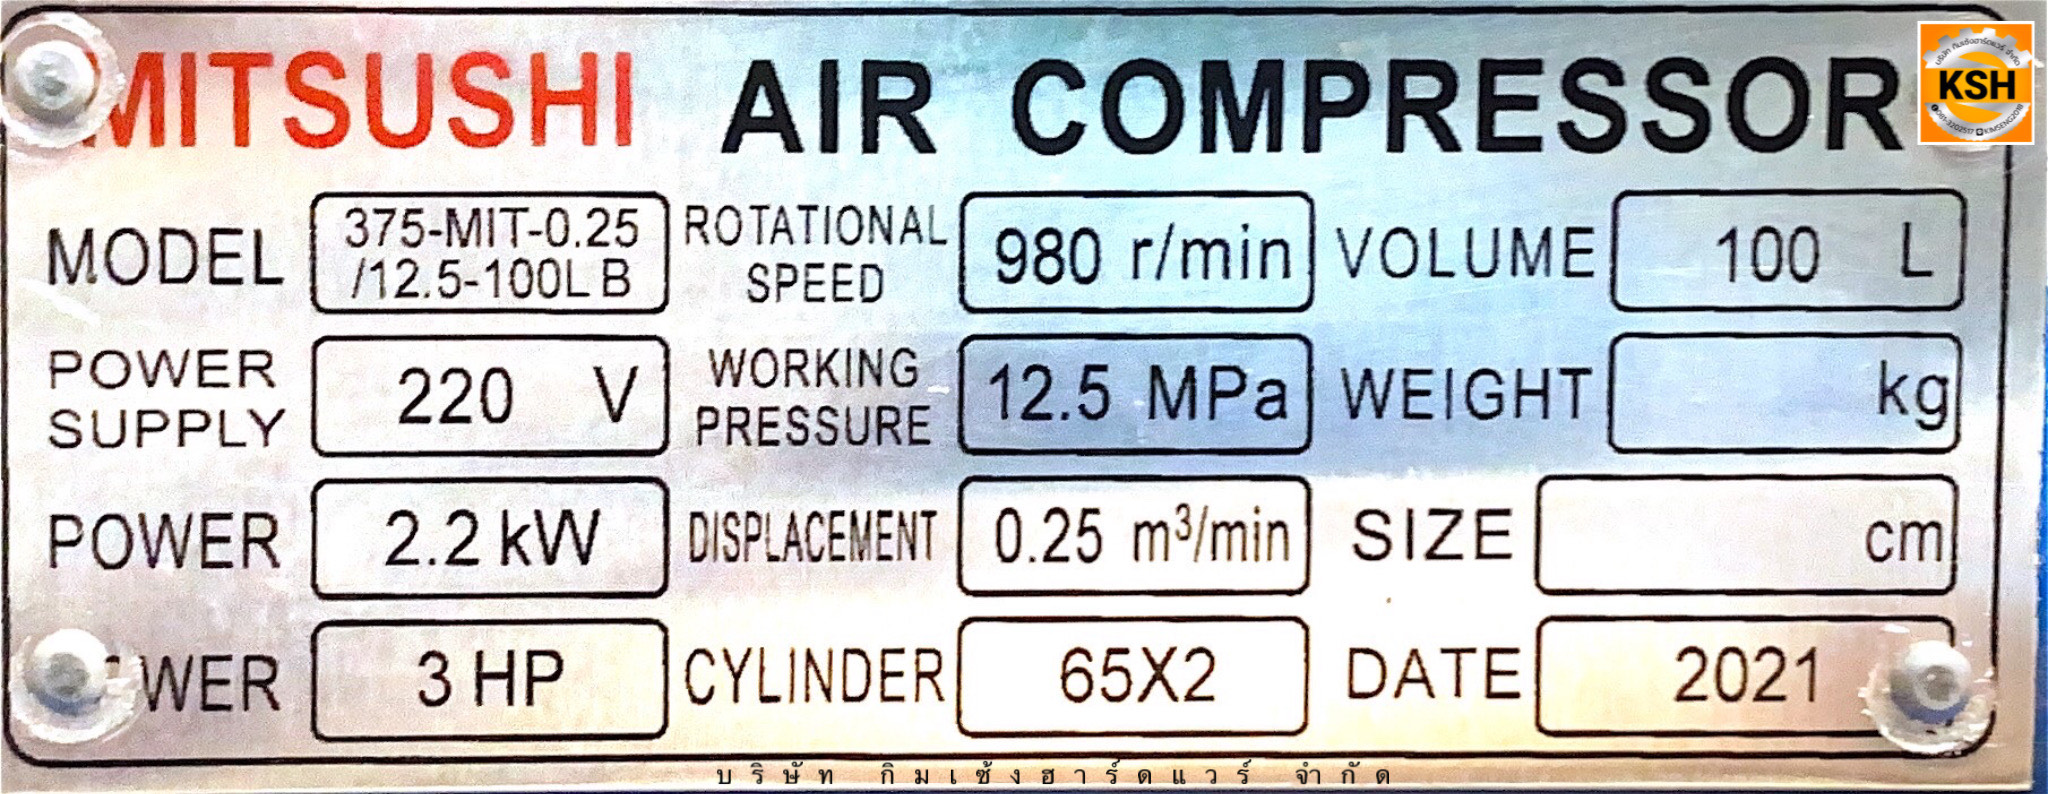 MITSUSHI AIR COMPRESSOR
KSH
MODEL 375-MIT-0.25
/12.5-100L B
ROTATIONAL
SPEED
980 r/min
VOLUME 100 L
POWER
SUPPLY
220 V
WORKING
PRESSURE
12.5 MPa
WEIGHT kg
POWER 2.2 kW
DISPLACEMENT 0.25 m³/min
SIZE cm
3 HP
CYLINDER 65X2
DATE 2021
บริษัท กิมเซ้งฮาร์ดแวร์ จำกัด